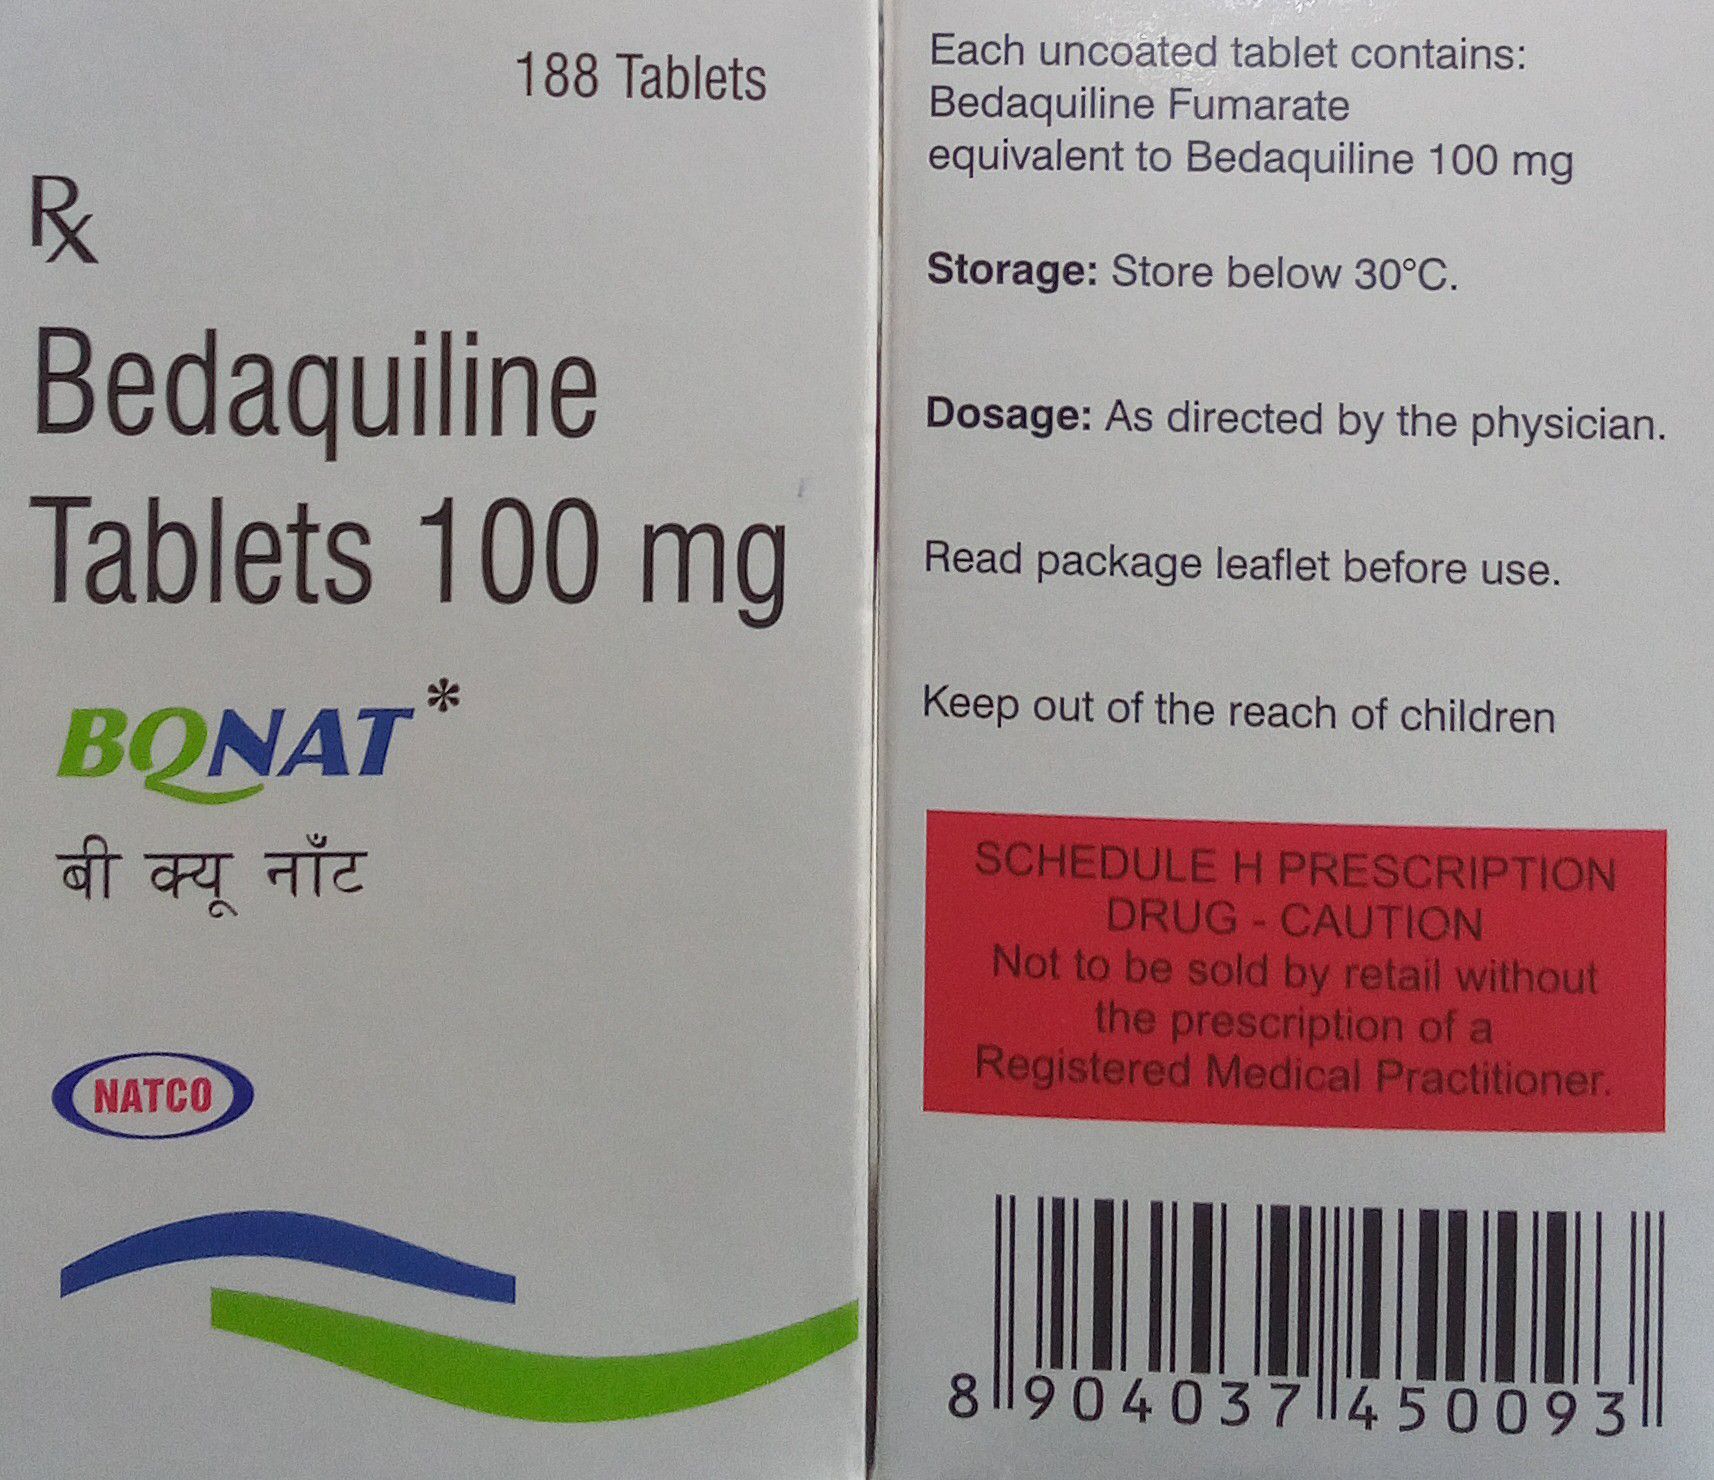 188 Tablets
Rx
Bedaquiline
Tablets 100 mg
BQNAT*
बी क्यू नाँट
NATCO
Each uncoated tablet contains:
Bedaquiline Fumarate
equivalent to Bedaquiline 100 mg
Storage: Store below 30°C.
Dosage: As directed by the physician.
Read package leaflet before use.
Keep out of the reach of children
SCHEDULE H PRESCRIPTION
DRUG - CAUTION
Not to be sold by retail without
the prescription of a
Registered Medical Practitioner.
8 904037 450093